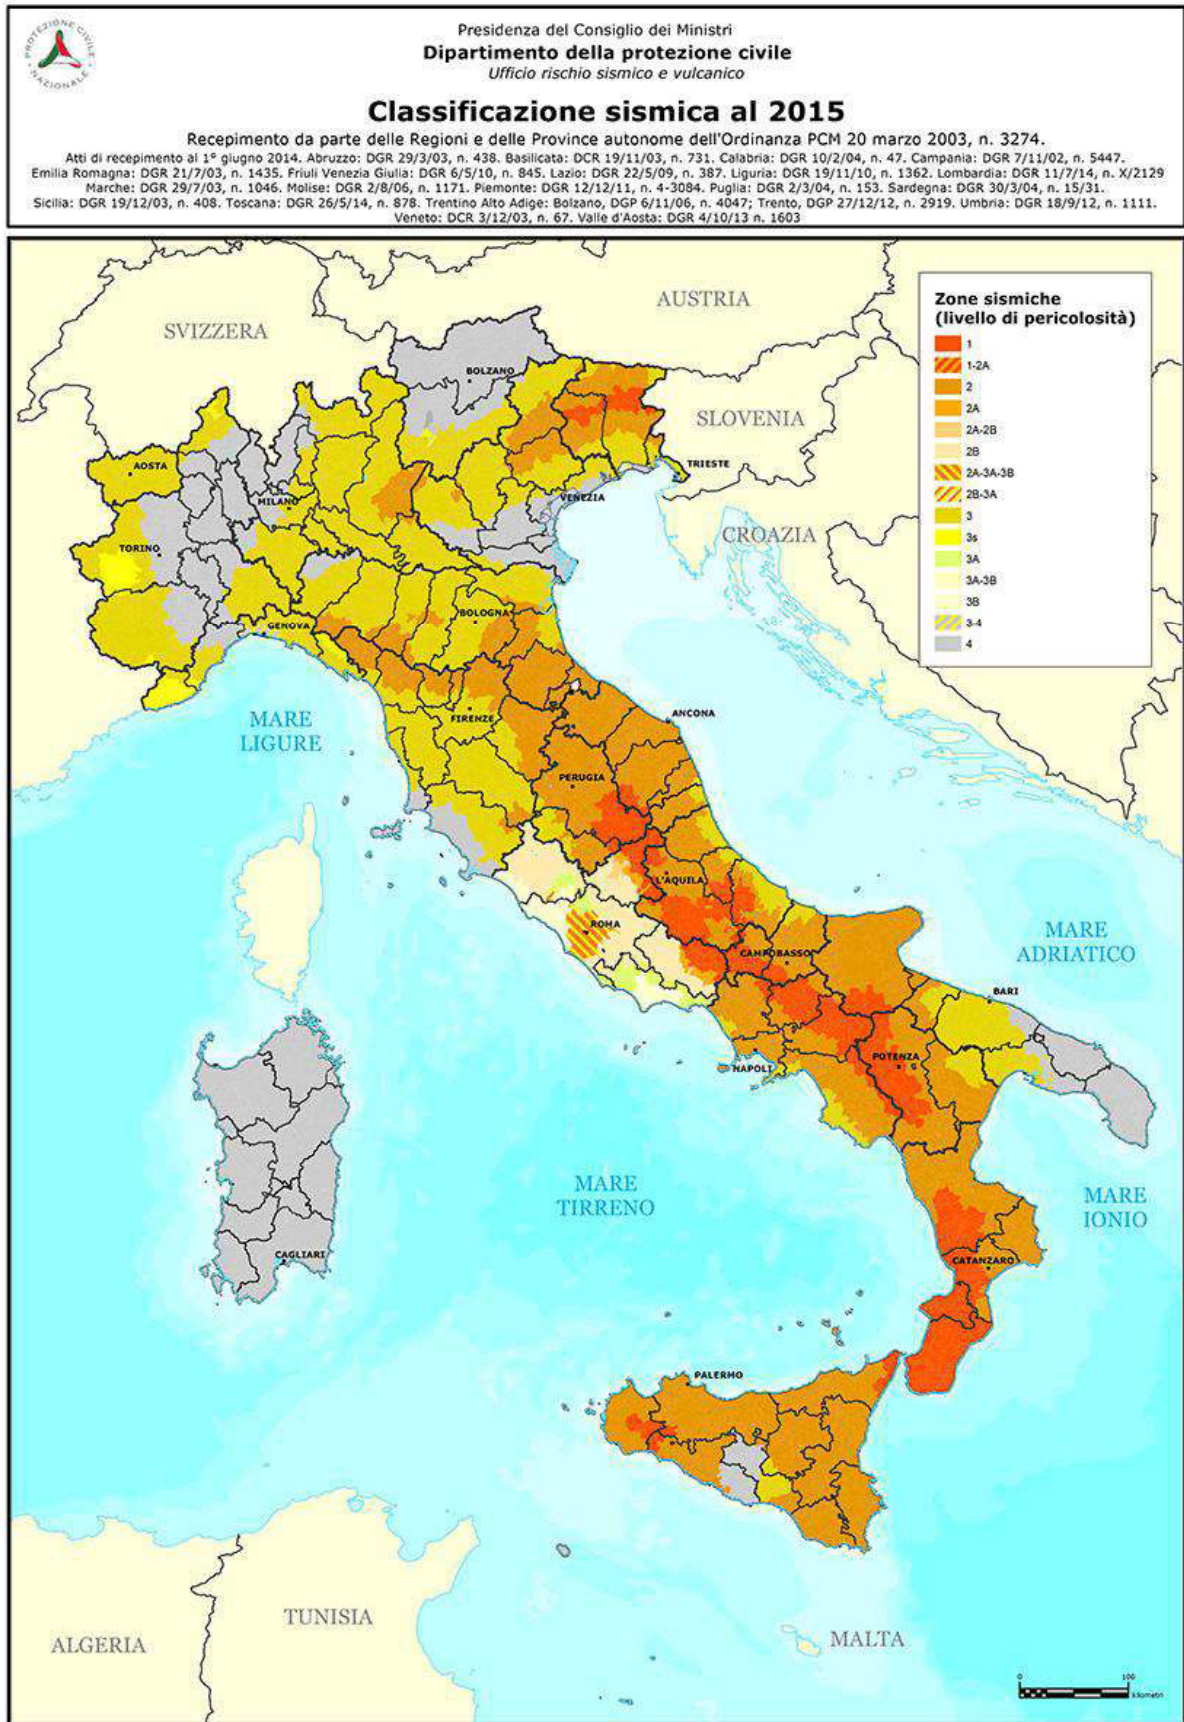 PROTEZIONE CIVILE
NAZIONALE
Presidenza del Consiglio dei Ministri
Dipartimento della protezione civile
Ufficio rischio sismico e vulcanico
Classificazione sismica al 2015
Recepimento da parte delle Regioni e delle Province autonome dell'Ordinanza PCM 20 marzo 2003, n. 3274.
Atti di recepimento al 1° giugno 2014. Abruzzo: DGR 29/3/03, n. 438. Basilicata: DCR 19/11/03, n. 731. Calabria: DGR 10/2/04, n. 47. Campania: DGR 7/11/02, n. 5447.
Emilia Romagna: DGR 21/7/03, n. 1435. Friuli Venezia Giulia: DGR 6/5/10, n. 845. Lazio: DGR 22/5/09, n. 387. Liguria: DGR 19/11/10, n. 1362. Lombardia: DGR 11/7/14, n. X/2129
Marche: DGR 29/7/03, n. 1046. Molise: DGR 2/8/06, n. 1171. Piemonte: DGR 12/12/11, n. 4-3084. Puglia: DGR 2/3/04, n. 153. Sardegna: DGR 30/3/04, n. 15/31.
Sicilia: DGR 19/12/03, n. 408. Toscana: DGR 26/5/14, n. 878. Trentino Alto Adige: Bolzano, DGP 6/11/06, n. 4047; Trento, DGP 27/12/12, n. 2919. Umbria: DGR 18/9/12, n. 1111.
Veneto: DCR 3/12/03, n. 67. Valle d'Aosta: DGR 4/10/13 n. 1603
AUSTRIA
SVIZZERA
Zone sismiche
(livello di pericolosità)
1
1-2A
2
2A
2A-2B
2B
2A-3A-3B
2B-3A
3
3s
3A
3A-3B
3B
3-4
4
BOLZANO
SLOVENIA
AOSTA
TRIESTE
MILANO
VENEZIA
CROAZIA
TORINO
BOLOGNA
GENOVA
FIRENZE
ANCONA
MARE
LIGURE
PERUGIA
L'AQUILA
ROMA
CAMPOBASSO
MARE
ADRIATICO
BARI
POTENZA
NAPOLI
MARE
TIRRENO
MARE
IONIO
CAGLIARI
CATANZARO
PALERMO
TUNISIA
ALGERIA
MALTA
0 100
kilometri